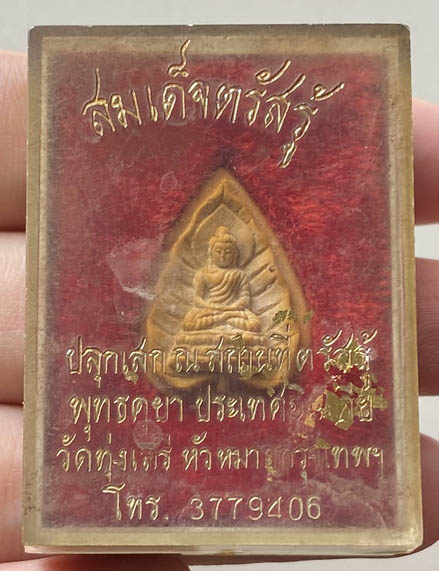 สมเด็จตรัสรู้
ปลุกเสก ณ สถานที่ตรัสรู้
พุทธคยา ประเทศอินเดีย
วัดทุ่งเสรี หัวหมาก กรุงเทพฯ
โทร. 3779406